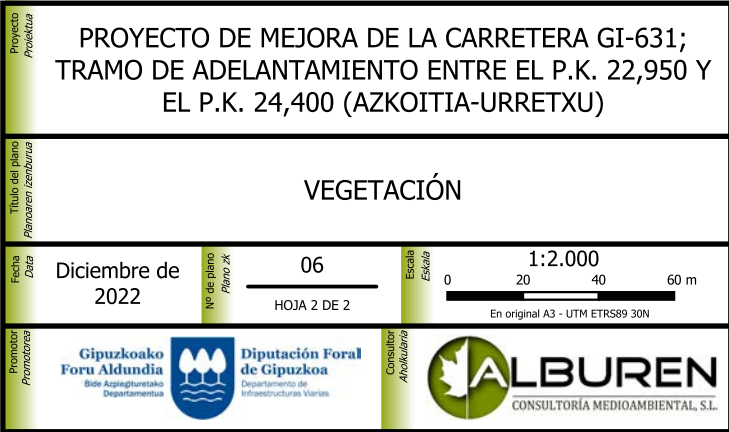 Proyecto
Proiektua
PROYECTO DE MEJORA DE LA CARRETERA GI-631;
TRAMO DE ADELANTAMIENTO ENTRE EL P.K. 22,950 Y
EL P.K. 24,400 (AZKOITIA-URRETXU)
Título del plano
Planoaren izenburua
VEGETACIÓN
Fecha
Data
Diciembre de
2022
Nº de plano
Plano zk
06
HOJA 2 DE 2
Escala
Eskala
1:2.000
0 20 40 60 m
En original A3 - UTM ETRS89 30N
Promotor
Promotorea
Gipuzkoako
Foru Aldundia
Bide Azpiegituretako
Departamentua
Diputación Foral
de Gipuzkoa
Departamento de
Infraestructuras Viarias
Consultor
Aholkularia
ALBUREN
CONSULTORÍA MEDIOAMBIENTAL, S.L.